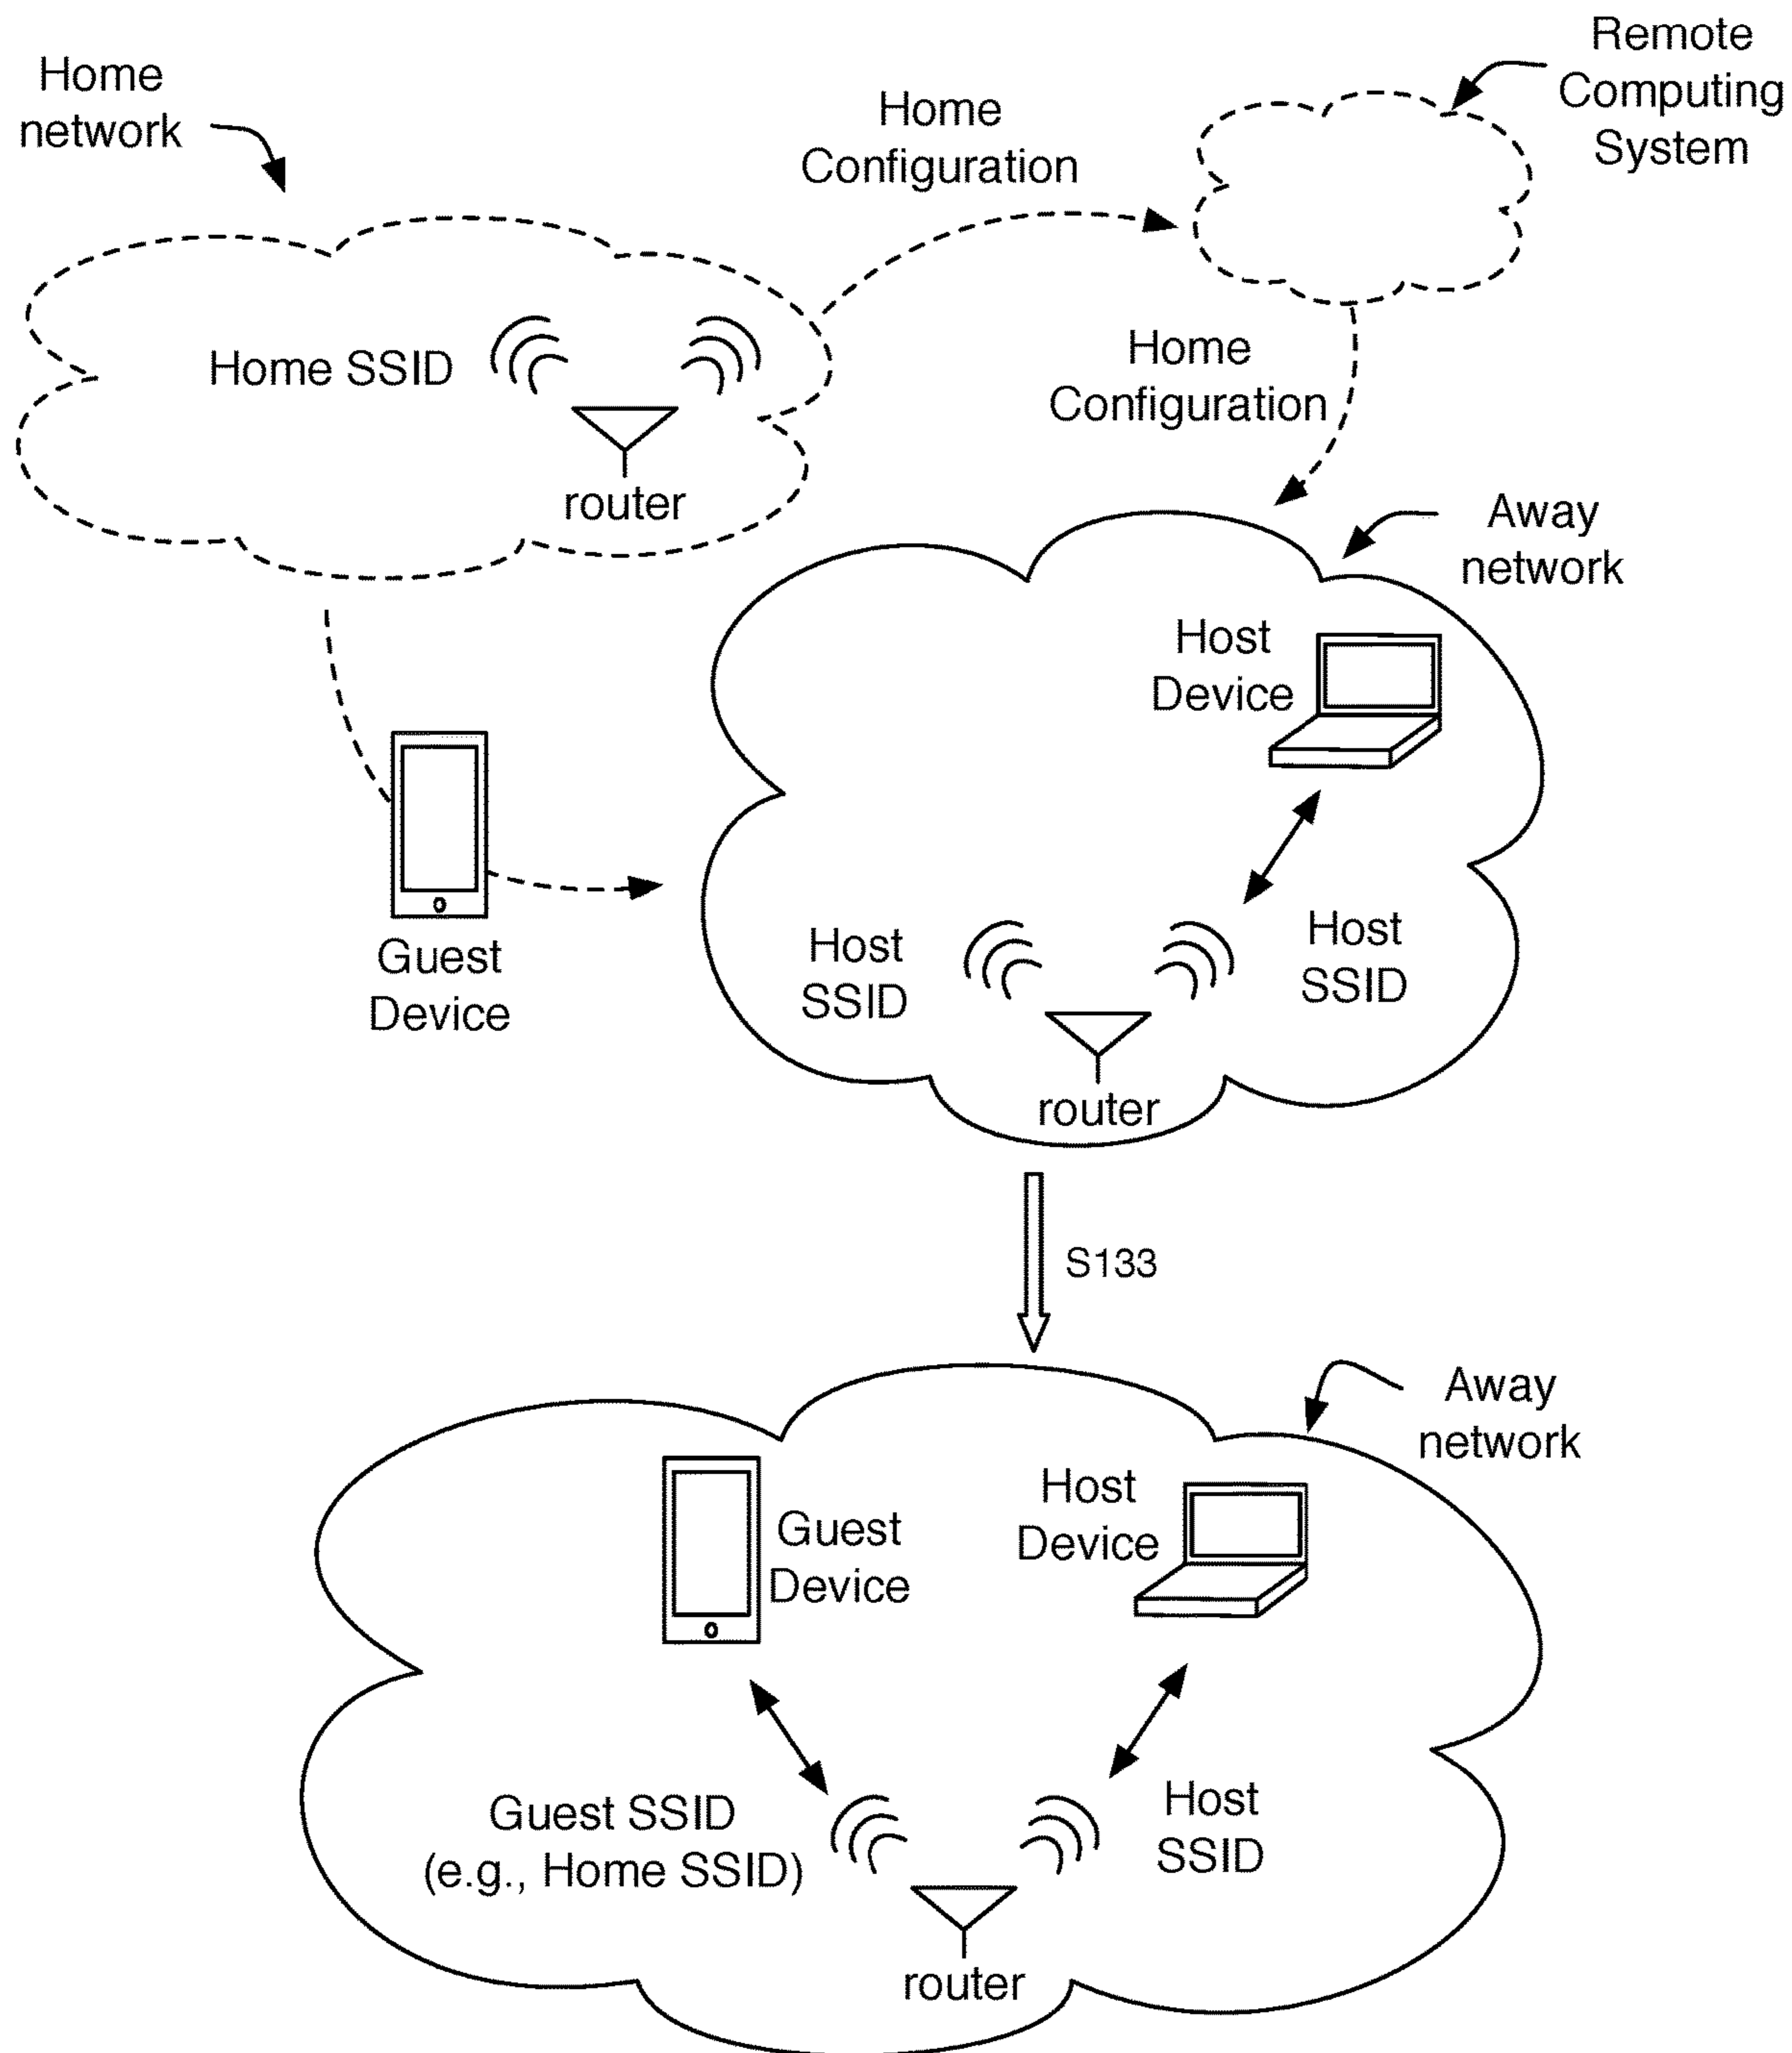 Remote
Computing
System
Home
network
Home
Configuration
Home SSID
router
Home
Configuration
Away
network
Host
Device
Guest
Device
Host
SSID
Host
SSID
router
S133
Away
network
Guest
Device
Host
Device
Guest SSID
(e.g., Home SSID)
Host
SSID
router